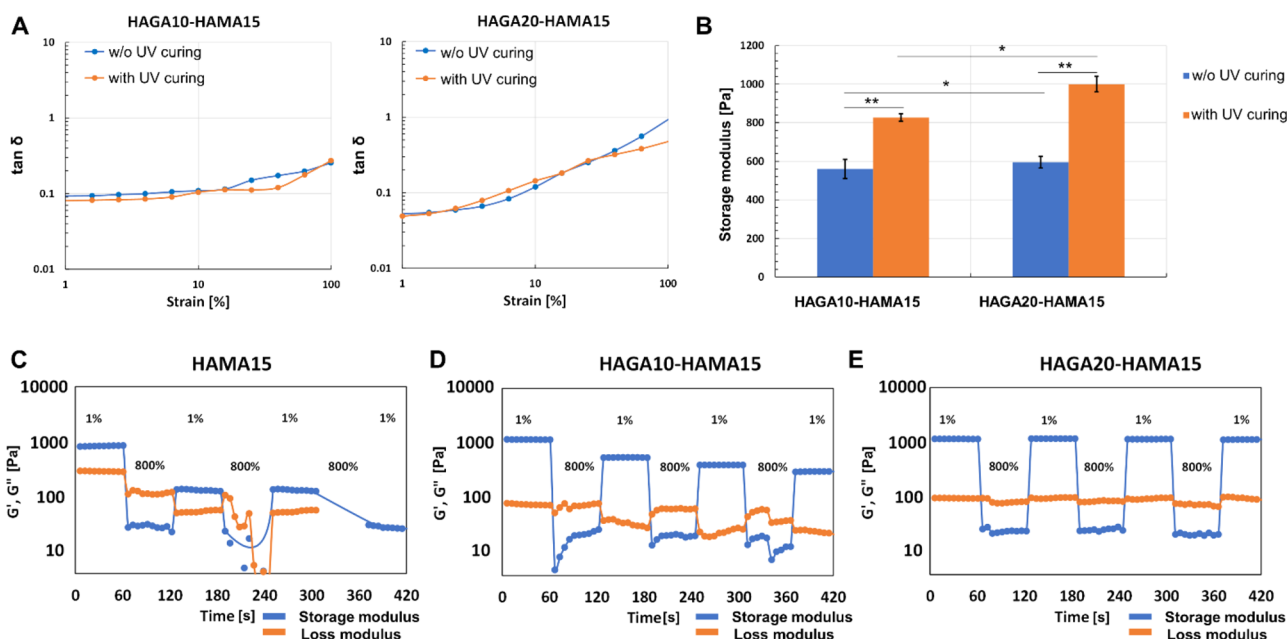 A
HAGA10-HAMA15
HAGA20-HAMA15
B
10
1
0.1
0.01
tan δ
w/o UV curing
with UV curing
1
10
100
Strain [%]
10
1
0.1
0.01
tan δ
w/o UV curing
with UV curing
1
10
100
Strain [%]
1200
1000
800
600
400
200
0
Storage modulus [Pa]
*
*
**
**
w/o UV curing
with UV curing
HAGA10-HAMA15
HAGA20-HAMA15
C
HAMA15
10000
1000
100
10
G', G'' [Pa]
1%
1%
1%
1%
800%
800%
800%
0
60
120
180
240
300
360
420
Time [s]
Storage modulus
Loss modulus
D
HAGA10-HAMA15
10000
1000
100
10
G', G'' [Pa]
1%
1%
1%
1%
800%
800%
800%
0
60
120
180
240
300
360
420
Time[s]
Storage modulus
Loss modulus
E
HAGA20-HAMA15
10000
1000
100
10
G', G'' [Pa]
1%
1%
1%
1%
800%
800%
800%
0
60
120
180
240
300
360
420
Time [s]
Storage modulus
Loss modulus